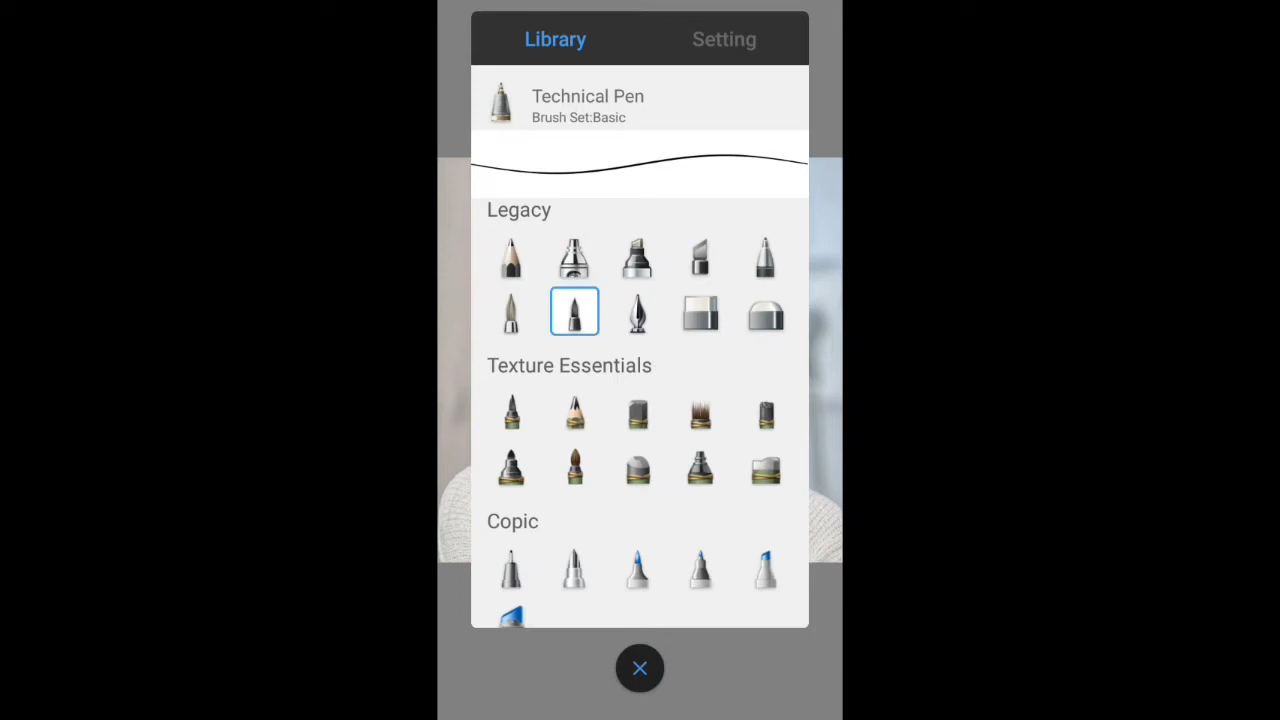 Library
Setting
Technical Pen
Brush Set:Basic
Legacy
Texture Essentials
Copic